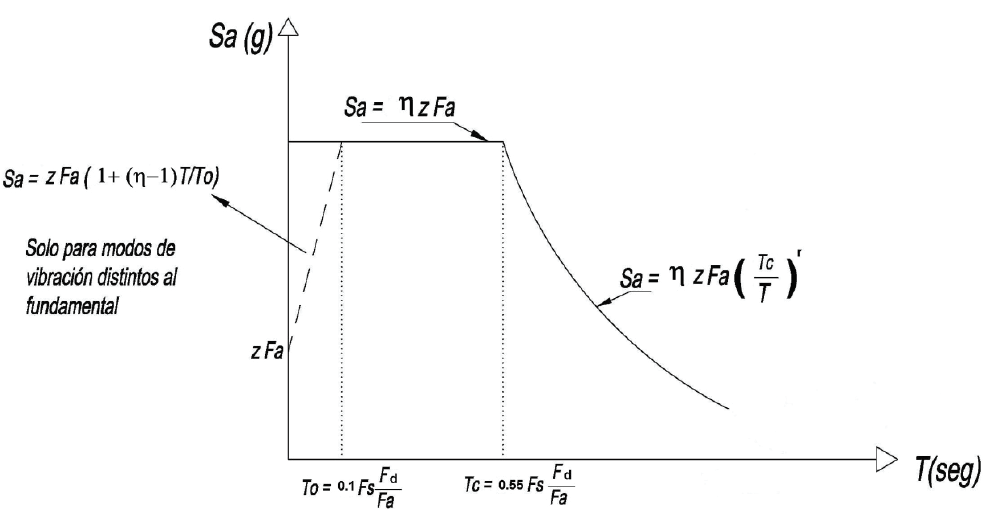 Sa (g)
Sa = η z Fa
Sa = z Fa ( 1+ (η−1)T/To)
Solo para modos de
vibración distintos al
fundamental
Sa = η z Fa ( Tc / T ) r
z Fa
To = 0.1 Fs Fd / Fa
Tc = 0.55 Fs Fd / Fa
T(seg)